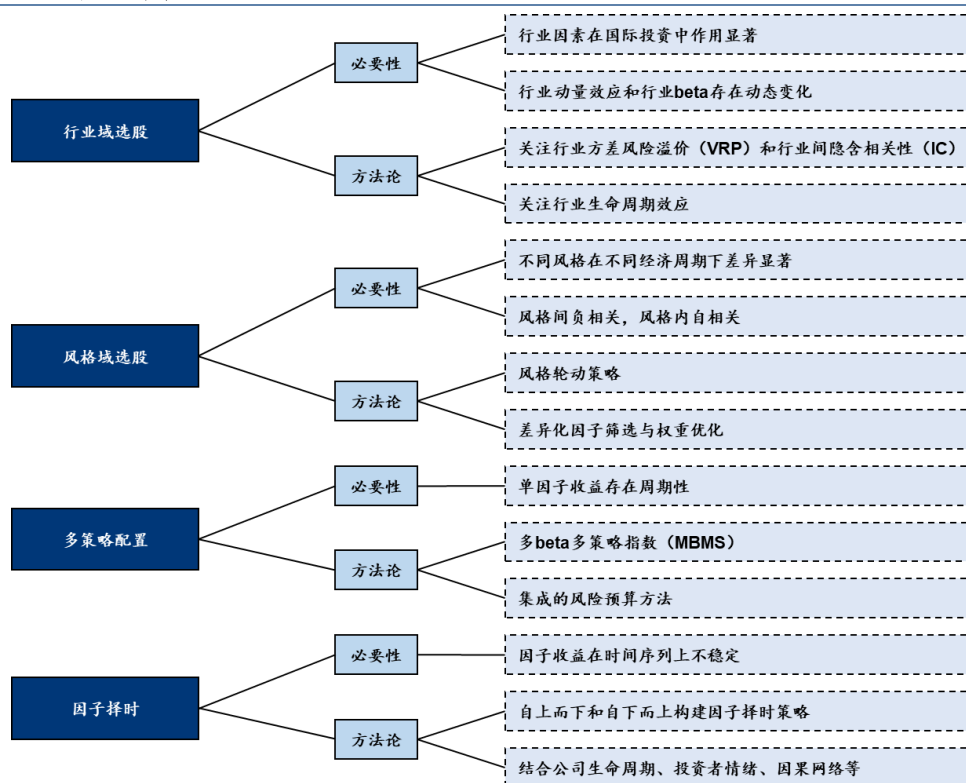 行业域选股
必要性
行业因素在国际投资中作用显著
行业动量效应和行业beta存在动态变化
方法论
关注行业方差风险溢价（VRP）和行业间隐含相关性（IC）
关注行业生命周期效应
风格域选股
必要性
不同风格在不同经济周期下差异显著
风格间负相关，风格内自相关
方法论
风格轮动策略
差异化因子筛选与权重优化
多策略配置
必要性
单因子收益存在周期性
方法论
多beta多策略指数（MBMS）
集成的风险预算方法
因子择时
必要性
因子收益在时间序列上不稳定
方法论
自上而下和自下而上构建因子择时策略
结合公司生命周期、投资者情绪、因果网络等